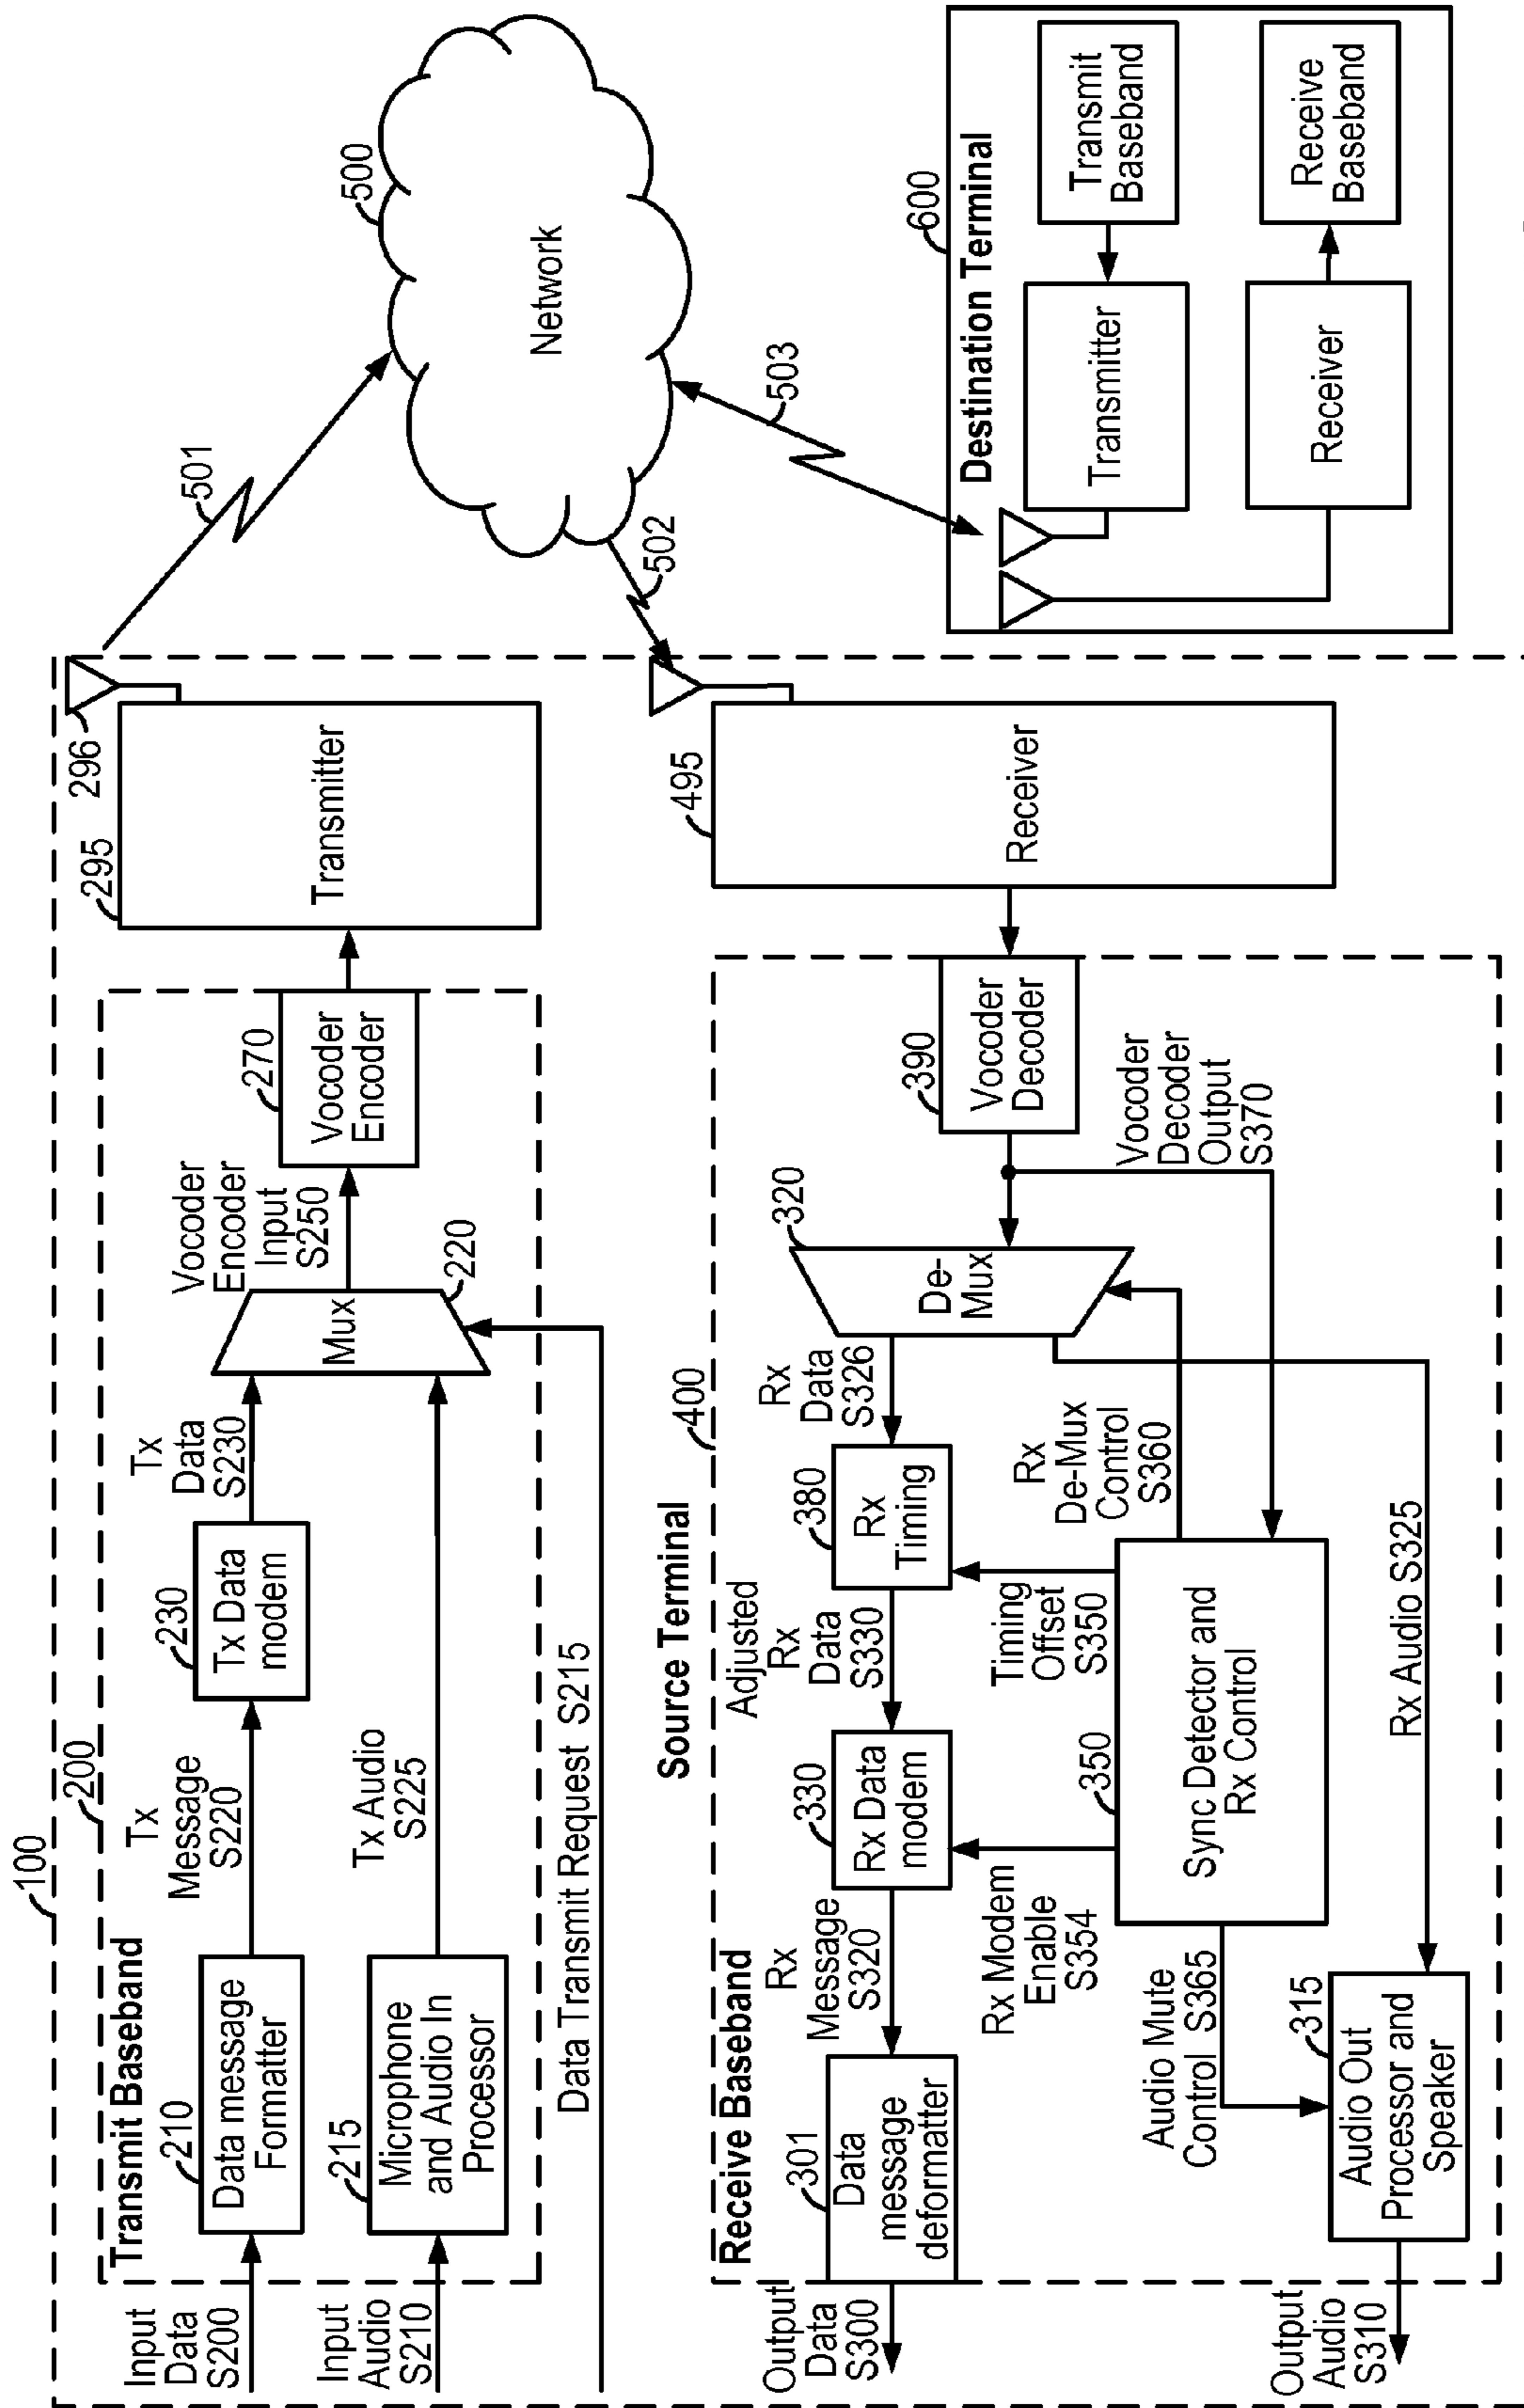 100
200
Transmit Baseband
Input
Data
S200
210
Data message
Formatter
Tx
Message
S220
230
Tx Data
modem
Tx
Data
S230
Input
Audio
S210
215
Microphone
and Audio In
Processor
Tx Audio
S225
Mux
220
Vocoder
Encoder
Input
S250
270
Vocoder
Encoder
295
Transmitter
296
Data Transmit Request S215
501
500
Network
502
503
Source Terminal
400
Receive Baseband
Output
Data
S300
301
Data
message
deformatter
Rx
Message
S320
330
Rx Data
modem
Adjusted
Rx
Data
S330
380
Rx
Timing
Rx
Data
S326
320
De-
Mux
390
Vocoder
Decoder
495
Receiver
Vocoder
Decoder
Output
S370
Rx Modem
Enable
S354
350
Sync Detector and
Rx Control
Timing
Offset
S350
Rx
De-Mux
Control
S360
Audio Mute
Control S365
Rx Audio S325
Output
Audio
S310
315
Audio Out
Processor and
Speaker
600
Destination Terminal
Transmitter
Transmit
Baseband
Receiver
Receive
Baseband